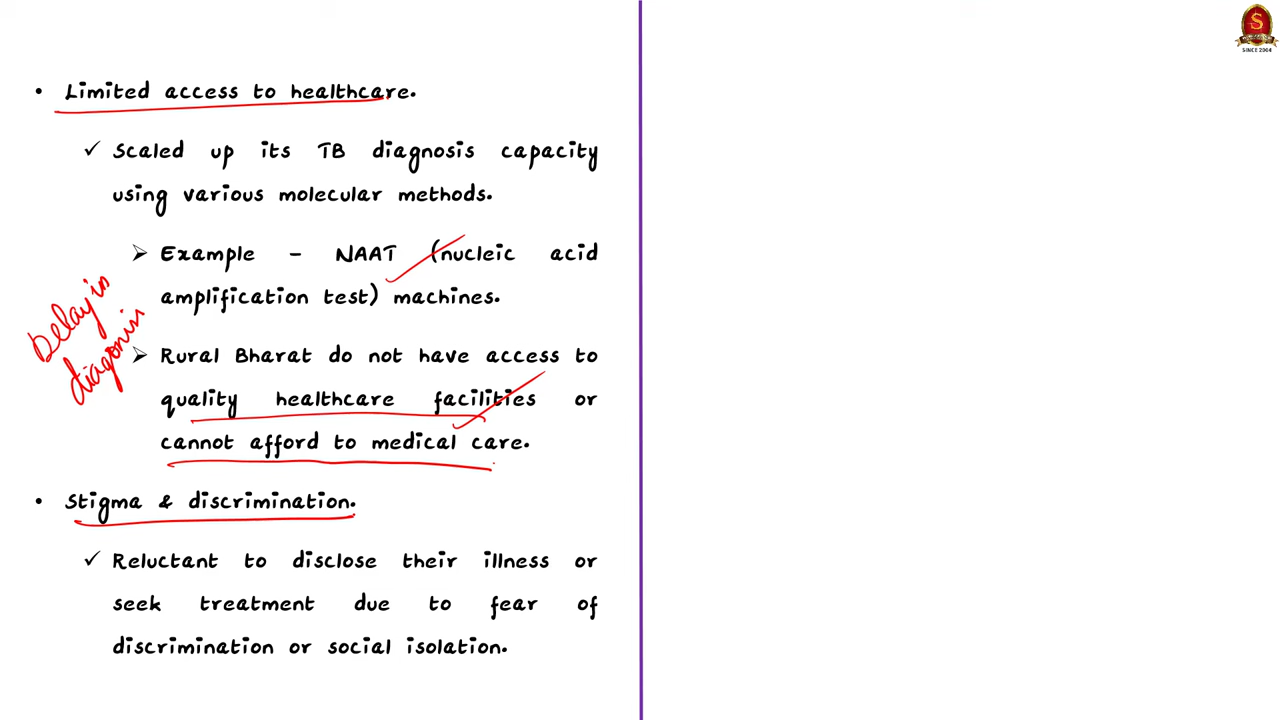 • Limited access to healthcare.
✓ Scaled up its TB diagnosis capacity
using various molecular methods.
➢ Example - NAAT (nucleic acid
amplification test) machines.
Delay in
➢ Rural Bharat do not have access to
quality healthcare facilities or
cannot afford to medical care.
• Stigma & discrimination.
✓ Reluctant to disclose their illness or
seek treatment due to fear of
discrimination or social isolation.
S
SINCE 2004